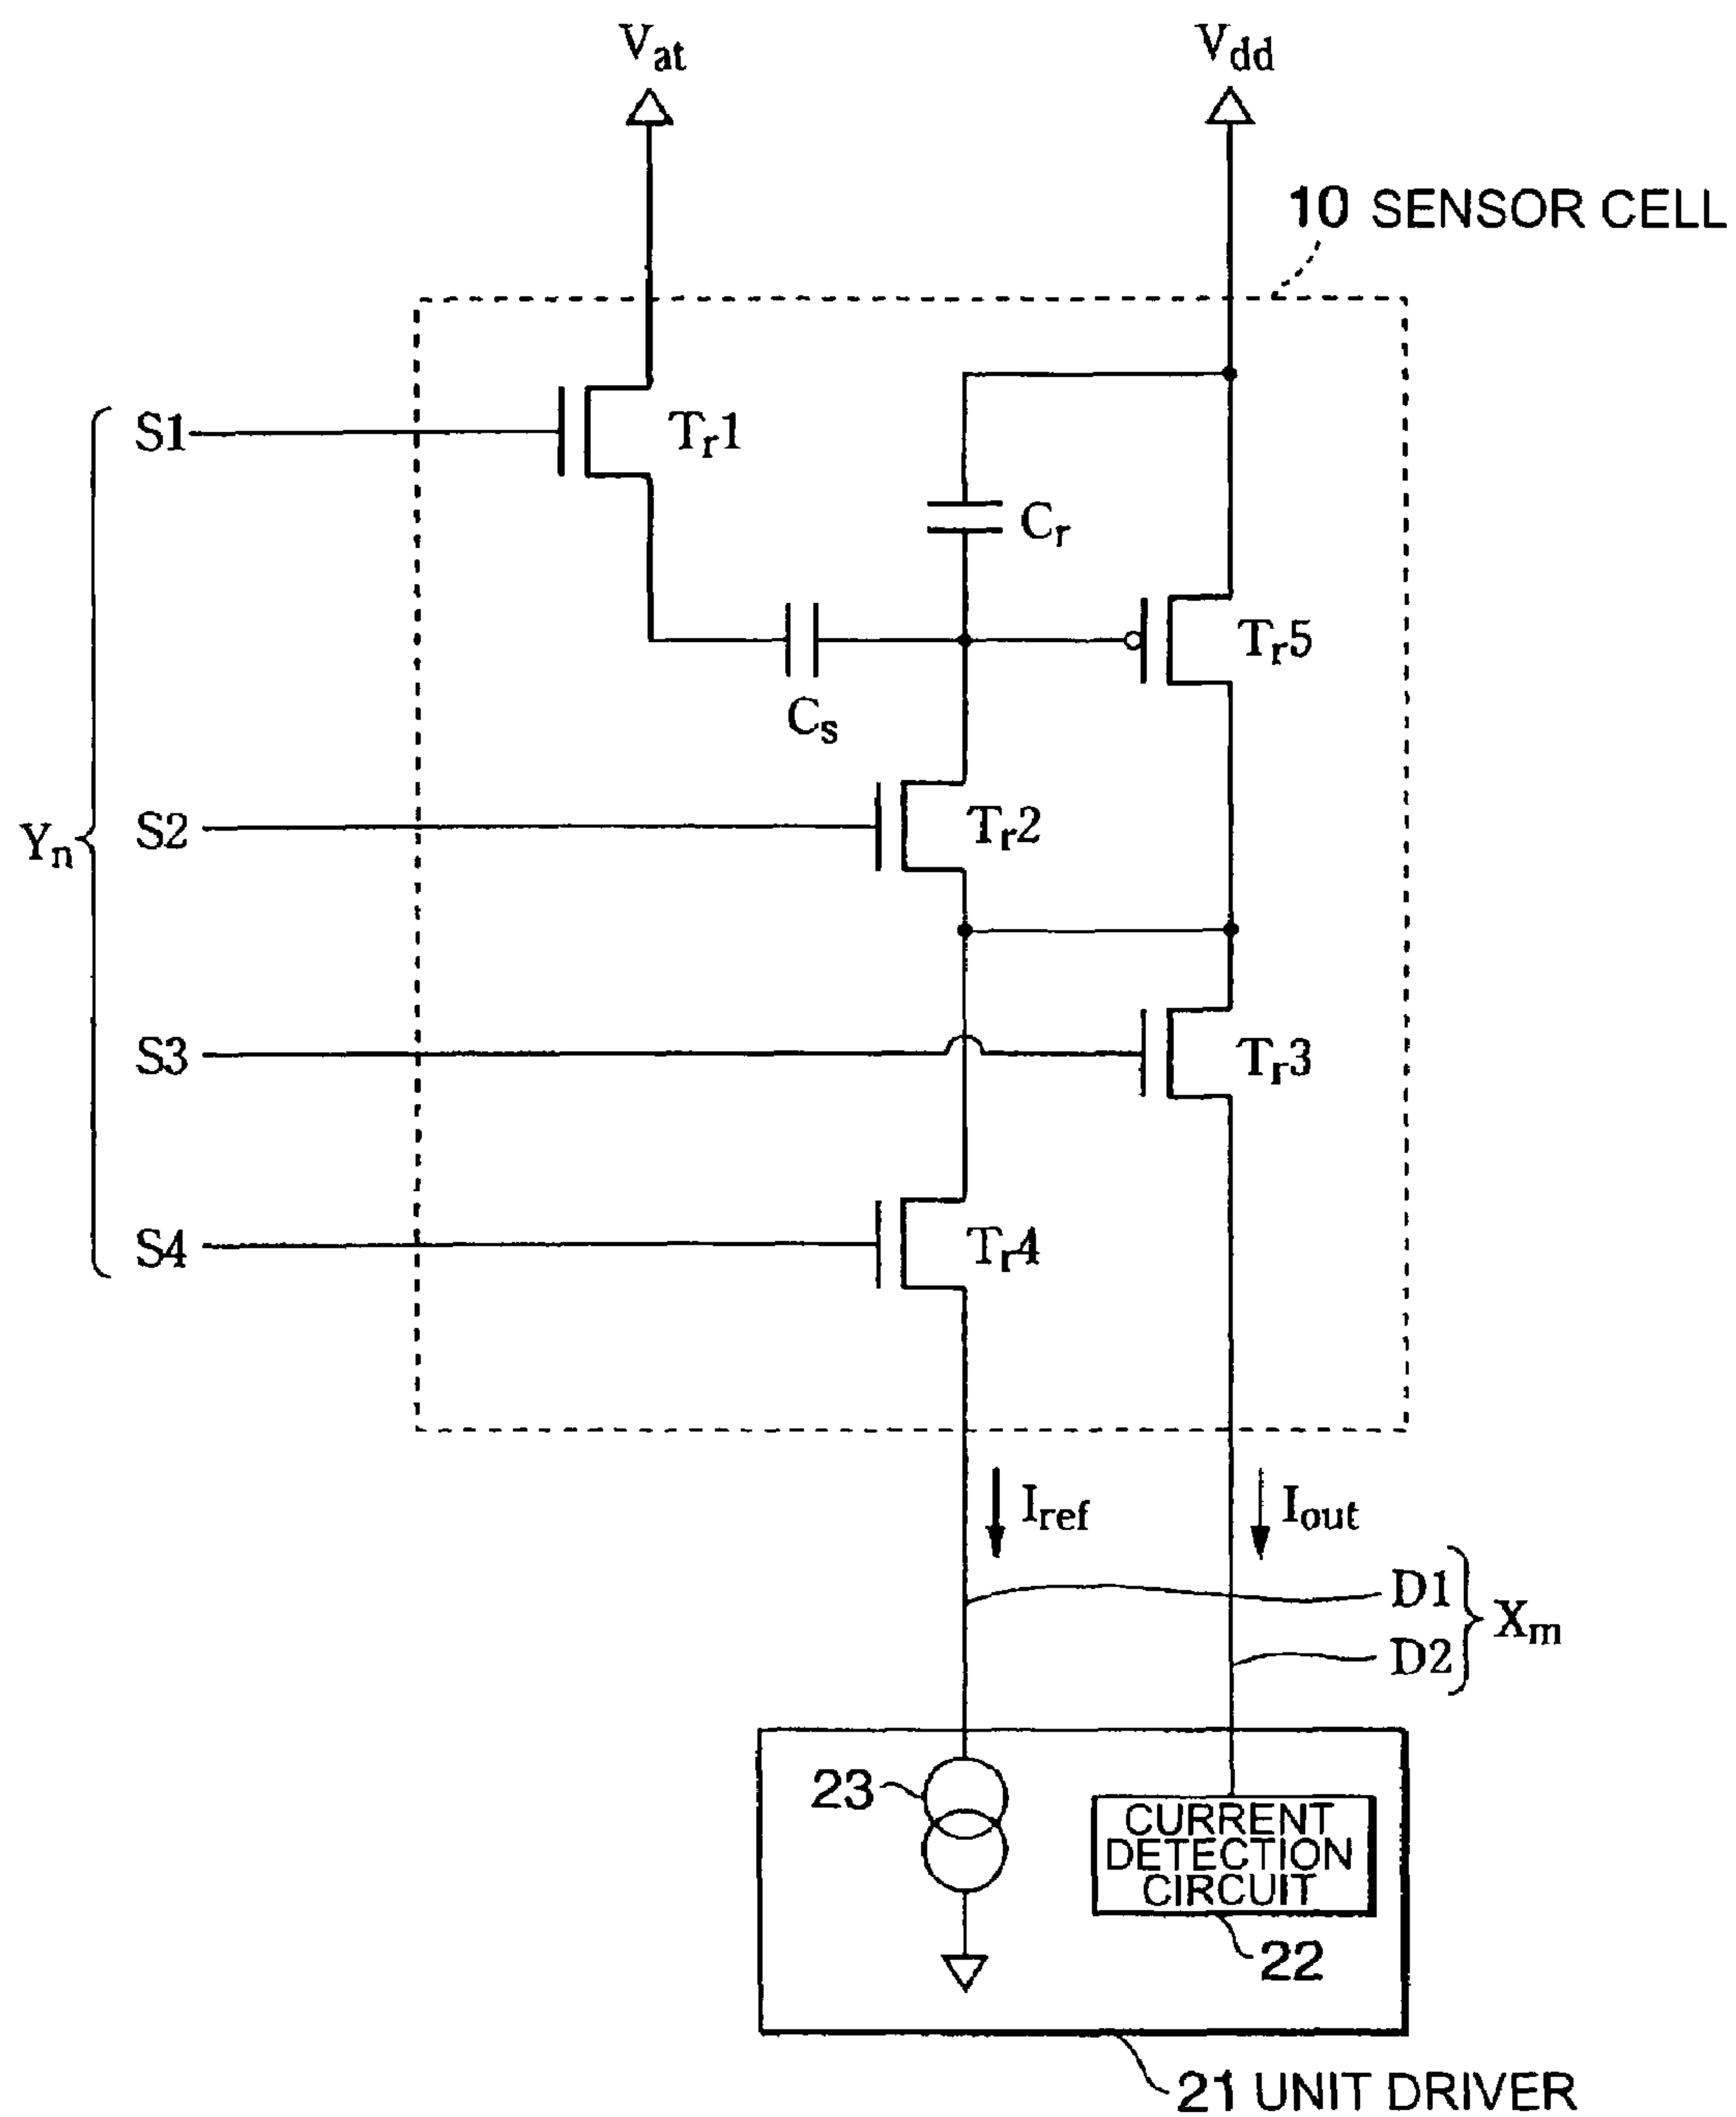 Vat
Vdd
10 SENSOR CELL
S1
Tr1
Cr
Tr5
Cs
S2
Tr2
Yn
S3
Tr3
S4
Tr4
Iref
Iout
D1
Xm
D2
23
CURRENT
DETECTION
CIRCUIT
22
21 UNIT DRIVER